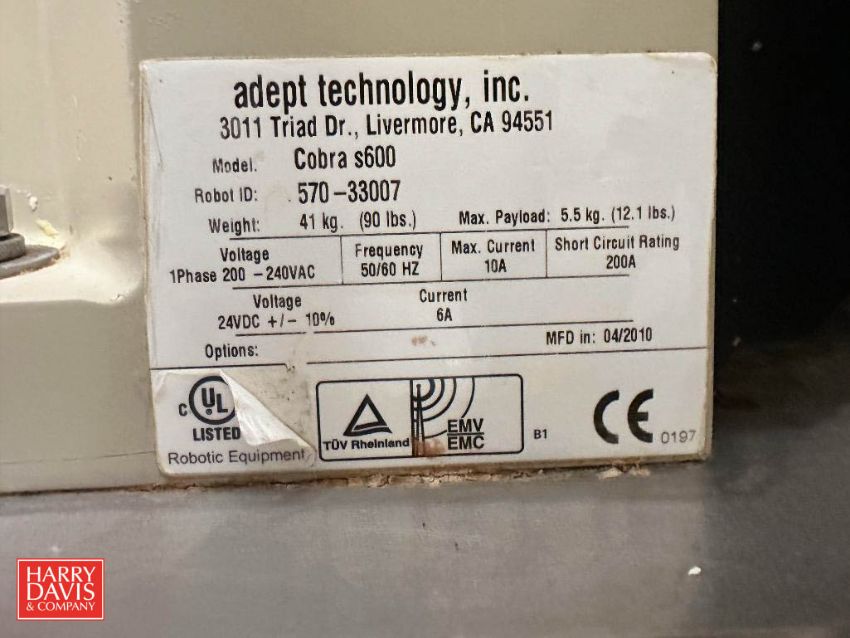 adept technology, inc.
3011 Triad Dr., Livermore, CA 94551
Model. Cobra s600
Robot ID: 570-33007
Weight: 41 kg. (90 lbs.) Max. Payload: 5.5 kg. (12.1 lbs.)
Voltage Frequency Max. Current Short Circuit Rating
1Phase 200 -240VAC 50/60 HZ 10A 200A
Voltage Current
24VDC +/- 10% 6A
Options: MFD in: 04/2010
C UL
LISTED
Robotic Equipment
TÜV Rheinland
EMV
EMC
B1
CE 0197
HARRY
DAVIS
& COMPANY